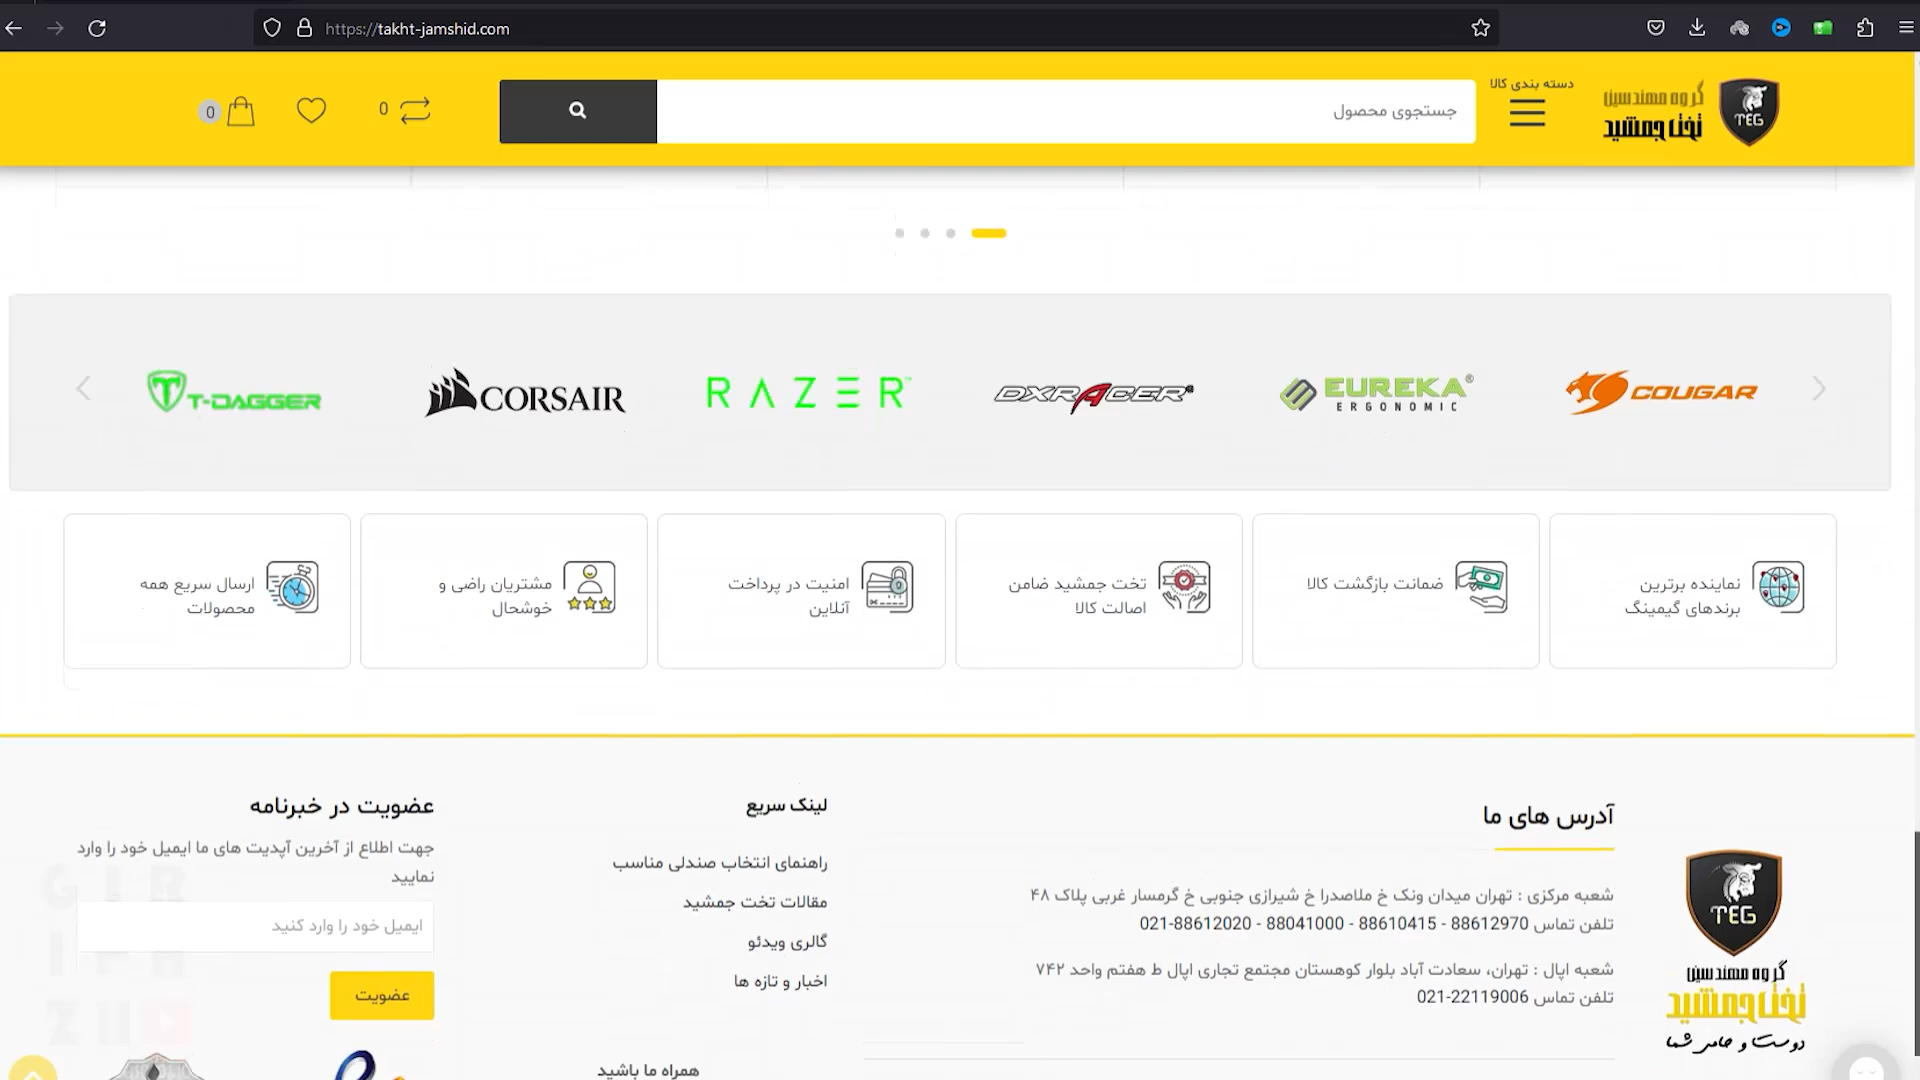 https://takht-jamshid.com
گروه مهندسین
تخت جمشید
TEG
دسته بندی کالا
جستجوی محصول
0
0
COUGAR
EUREKA®
ERGONOMIC
DXRACER®
RAZER™
CORSAIR
T-DAGGER
نماینده برترین
برندهای گیمینگ
ضمانت بازگشت کالا
تخت جمشید ضامن
اصالت کالا
امنیت در پرداخت
آنلاین
مشتریان راضی و
خوشحال
ارسال سریع همه
محصولات
TEG
گروه مهندسین
تخت جمشید
دوست و حامی شما
آدرس های ما
شعبه مرکزی : تهران میدان ونک خ ملاصدرا خ شیرازی جنوبی خ گرمسار غربی پلاک ۴۸
تلفن تماس 88612970 - 88610415 - 88041000 - 021-88612020
شعبه اپال : تهران، سعادت آباد بلوار کوهستان مجتمع تجاری اپال ط هفتم واحد ۷۴۲
تلفن تماس 22119006-021
لینک سریع
راهنمای انتخاب صندلی مناسب
مقالات تخت جمشید
گالری ویدئو
اخبار و تازه ها
همراه ما باشید
عضویت در خبرنامه
جهت اطلاع از آخرین آپدیت های ما ایمیل خود را وارد
نمایید
ایمیل خود را وارد کنید
عضویت